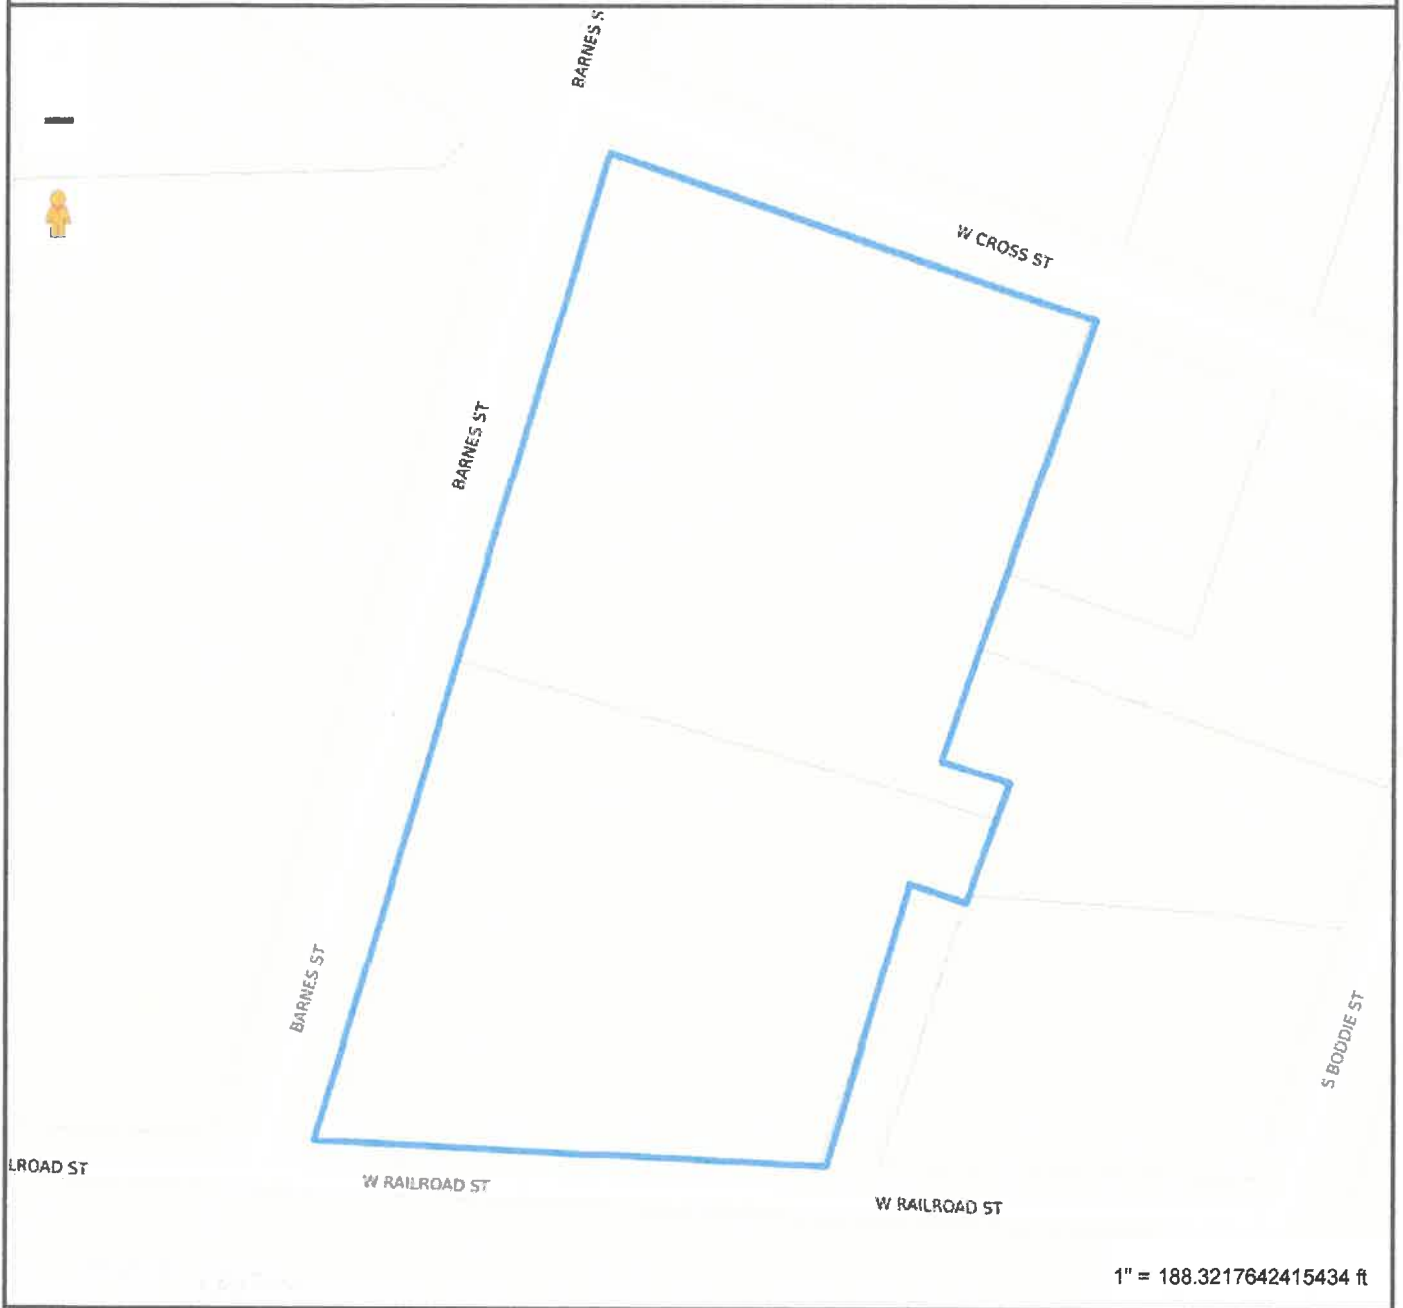 BARNES S
W CROSS ST
BARNES ST
BARNES ST
S BODDIE ST
LROAD ST
W RAILROAD ST
W RAILROAD ST
1" = 188.3217642415434 ft